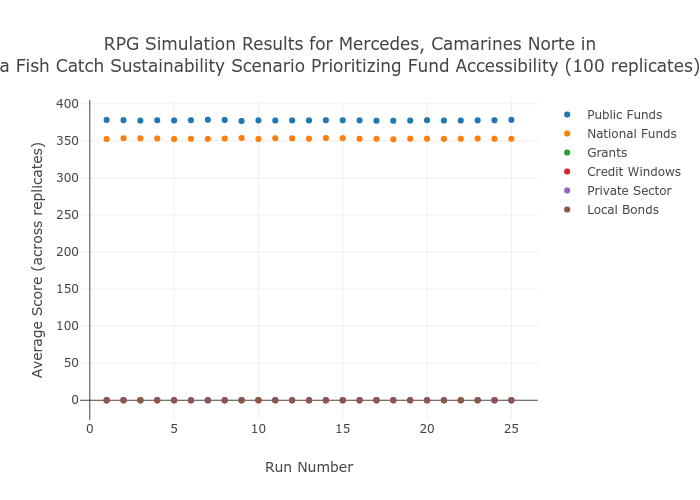 RPG Simulation Results for Mercedes, Camarines Norte in
a Fish Catch Sustainability Scenario Prioritizing Fund Accessibility (100 replicates)
400
350
300
250
200
150
100
50
0
Average Score (across replicates)
0 5 10 15 20 25
Run Number
Public Funds
National Funds
Grants
Credit Windows
Private Sector
Local Bonds